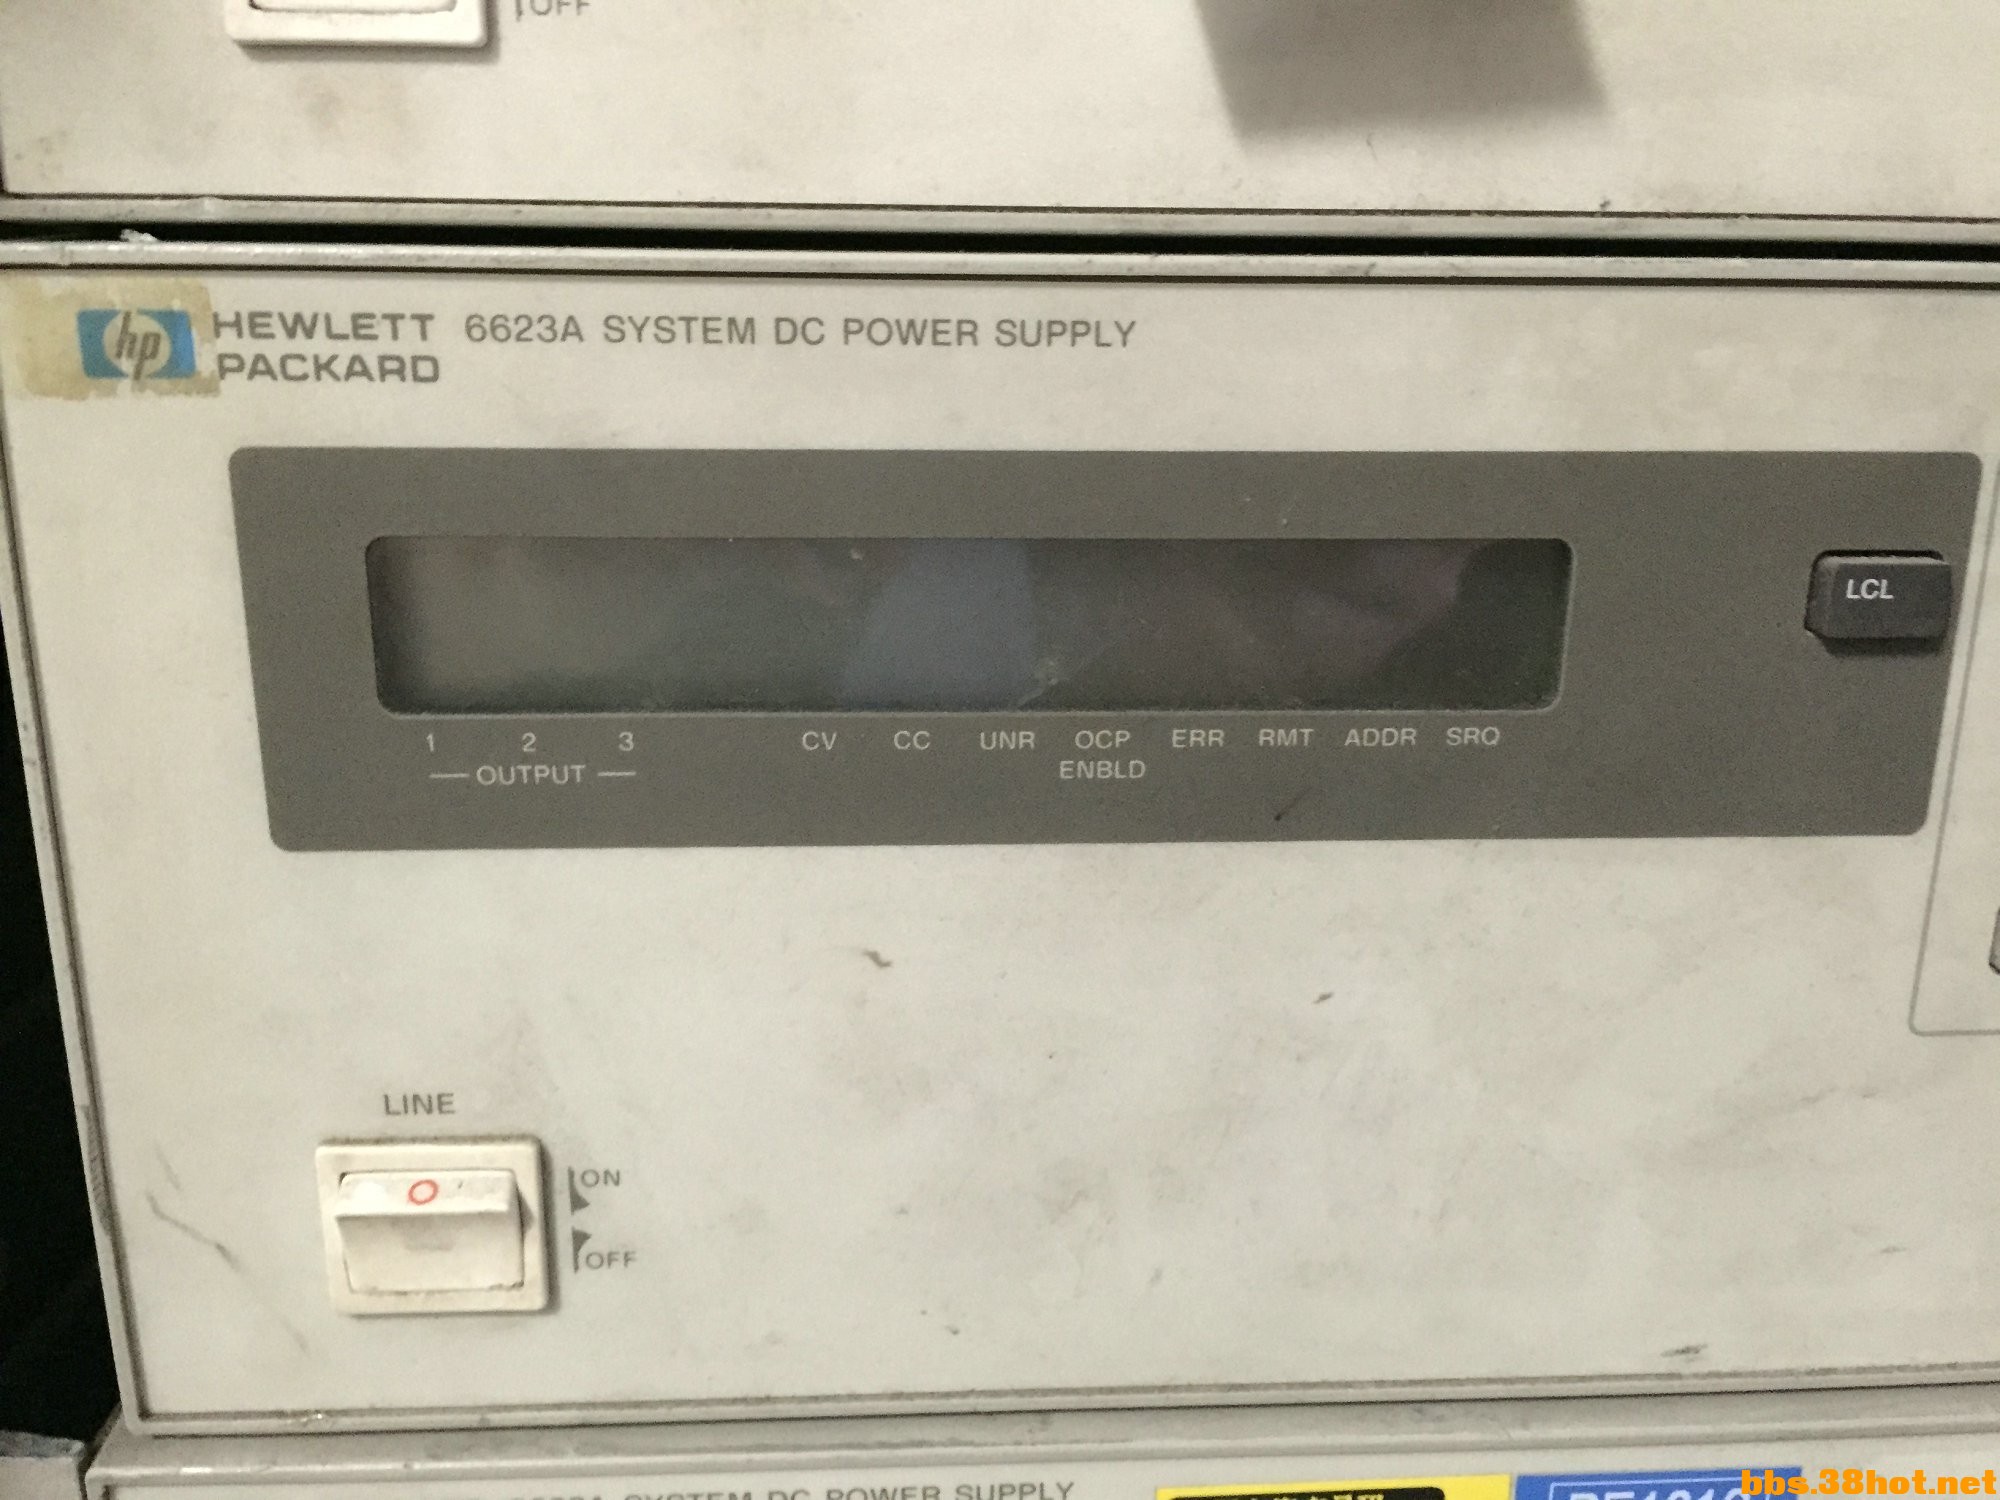 OFF
hp HEWLETT PACKARD 6623A SYSTEM DC POWER SUPPLY
LCL
1 2 3 CV CC UNR OCP ENBLD ERR RMT ADDR SRQ
OUTPUT
LINE
O
ON
OFF
SYSTEM DC POWER SUPPLY
bbs.38hot.net